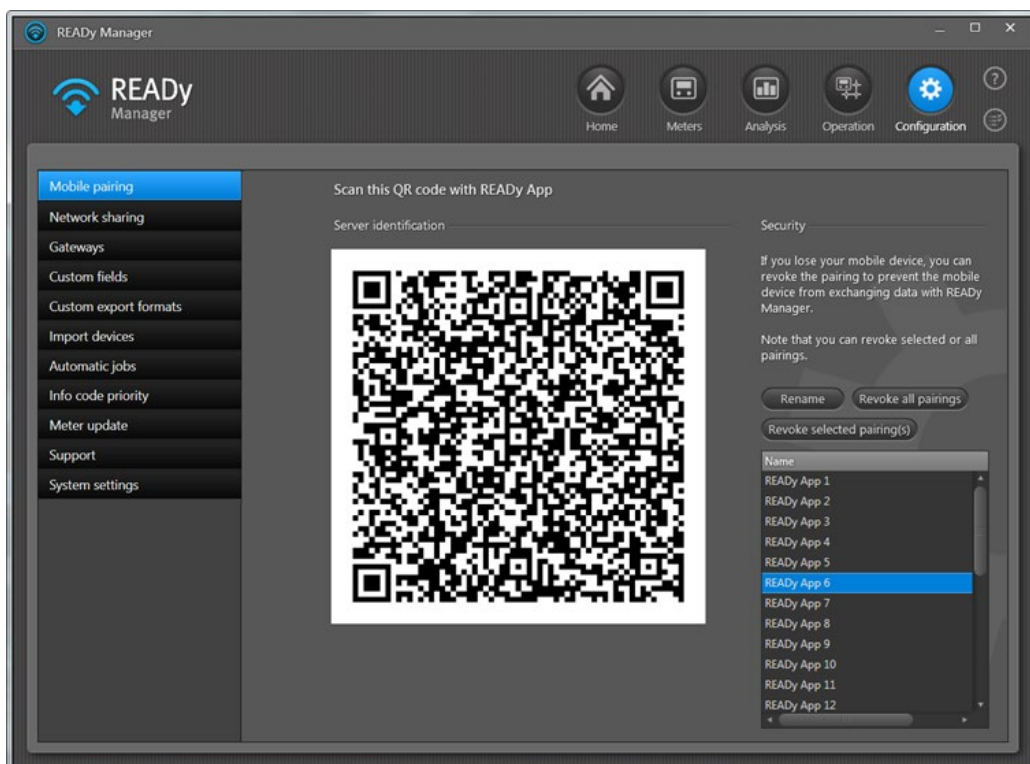 READy Manager
READy
Manager
Home
Meters
Analysis
Operation
Configuration
?
Mobile pairing
Network sharing
Gateways
Custom fields
Custom export formats
Import devices
Automatic jobs
Info code priority
Meter update
Support
System settings
Scan this QR code with READy App
Server identification
Security
If you lose your mobile device, you can
revoke the pairing to prevent the mobile
device from exchanging data with READy
Manager.
Note that you can revoke selected or all
pairings.
Rename
Revoke all pairings
Revoke selected pairing(s)
Name
READy App 1
READy App 2
READy App 3
READy App 4
READy App 5
READy App 6
READy App 7
READy App 8
READy App 9
READy App 10
READy App 11
READy App 12